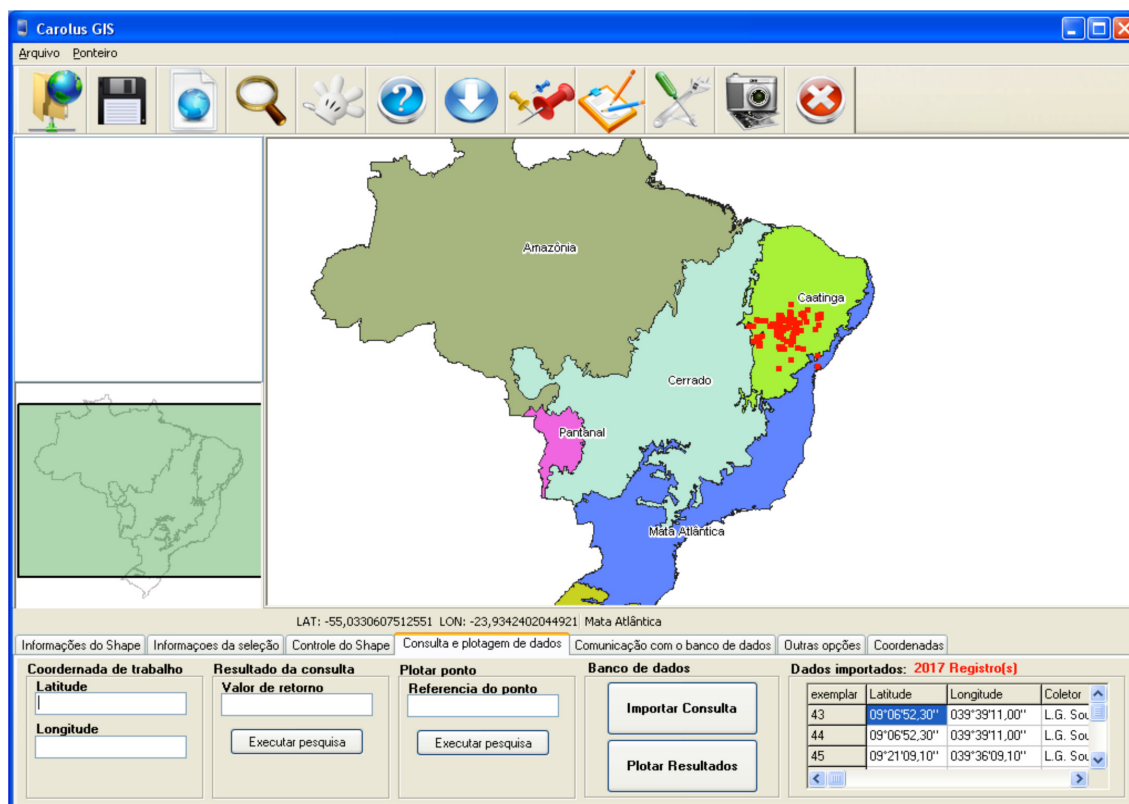 Carolus GIS
Arquivo Ponteiro
Amazônia
Caatinga
Cerrado
Pantanal
Mata Atlântica
LAT: -55,0330607512551 LON: -23,9342402044921 Mata Atlântica
Informações do Shape Informaçoes da seleção Controle do Shape Consulta e plotagem de dados Comunicação com o banco de dados Outras opções Coordenadas
Coordernada de trabalho
Latitude
Longitude
Resultado da consulta
Valor de retorno
Executar pesquisa
Plotar ponto
Referencia do ponto
Executar pesquisa
Banco de dados
Importar Consulta
Plotar Resultados
Dados importados: 2017 Registro(s)
exemplar Latitude Longitude Coletor
43 09°06'52,30'' 039°39'11,00'' L.G. Sou
44 09°06'52,30'' 039°39'11,00'' L.G. Sou
45 09°21'09,10'' 039°36'09,10'' L.G. Sou